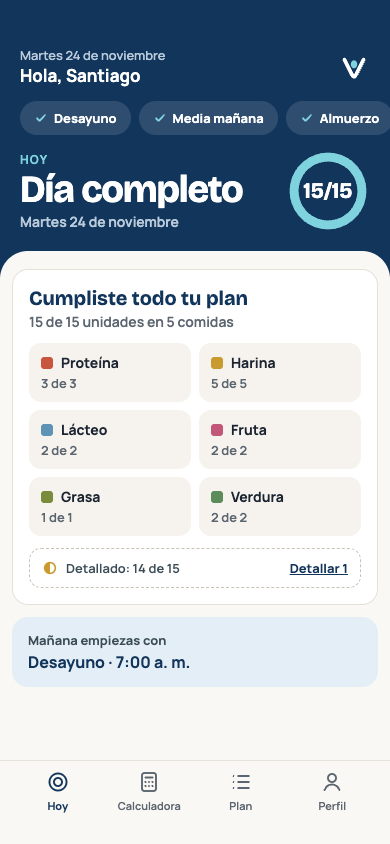 Martes 24 de noviembre
Hola, Santiago
Desayuno
Media mañana
Almuerzo
HOY
Día completo
15/15
Martes 24 de noviembre
Cumpliste todo tu plan
15 de 15 unidades en 5 comidas
Proteína
3 de 3
Harina
5 de 5
Lácteo
2 de 2
Fruta
2 de 2
Grasa
1 de 1
Verdura
2 de 2
Detallado: 14 de 15
Detallar 1
Mañana empiezas con
Desayuno · 7:00 a. m.
Hoy
Calculadora
Plan
Perfil